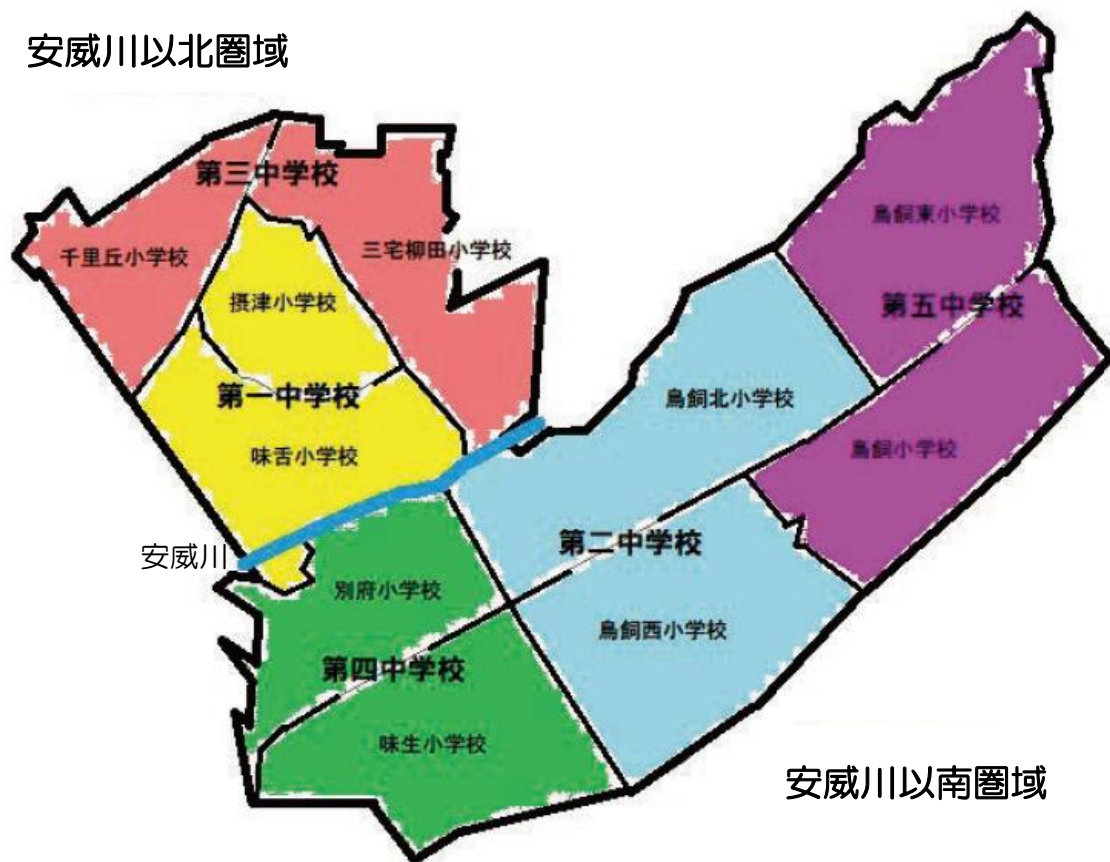 安威川以北圏域
第三中学校
千里丘小学校
三宅柳田小学校
摂津小学校
第一中学校
味舌小学校
安威川
鳥飼東小学校
第五中学校
鳥飼北小学校
鳥飼小学校
第二中学校
鳥飼西小学校
別府小学校
第四中学校
味生小学校
安威川以南圏域